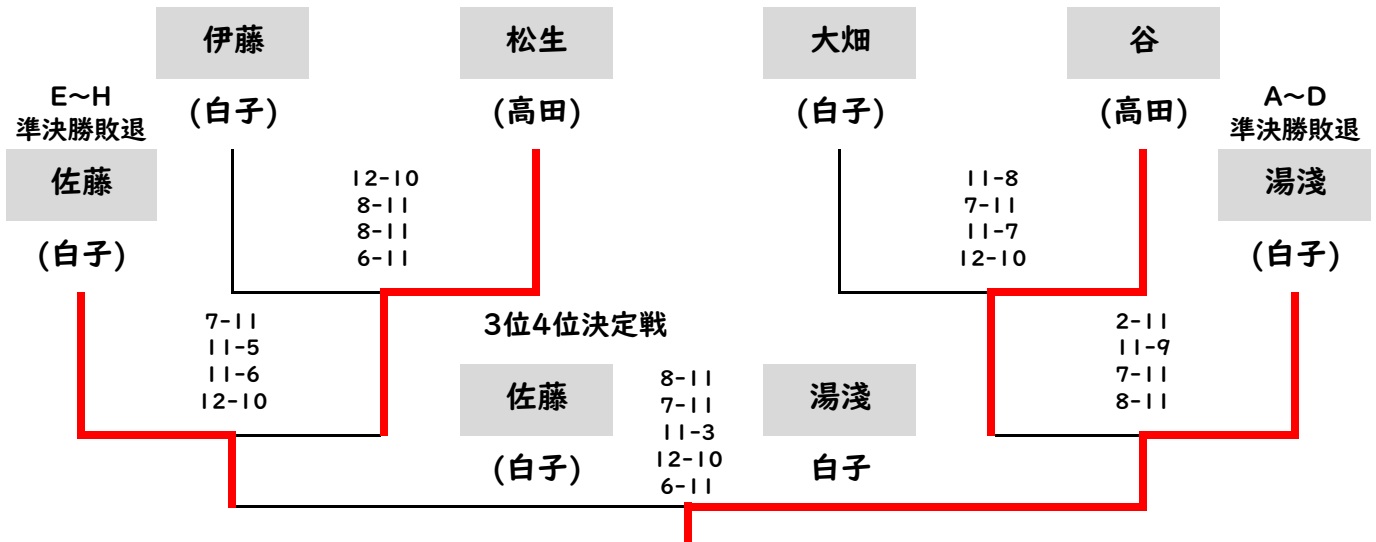 伊藤
(白子)
松生
(高田)
大畑
(白子)
谷
(高田)
E～H
準決勝敗退
佐藤
(白子)
A～D
準決勝敗退
湯淺
(白子)
12-10
8-11
8-11
6-11
11-8
7-11
11-7
12-10
7-11
11-5
11-6
12-10
3位4位決定戦
佐藤
(白子)
8-11
7-11
11-3
12-10
6-11
湯淺
白子
2-11
11-9
7-11
8-11